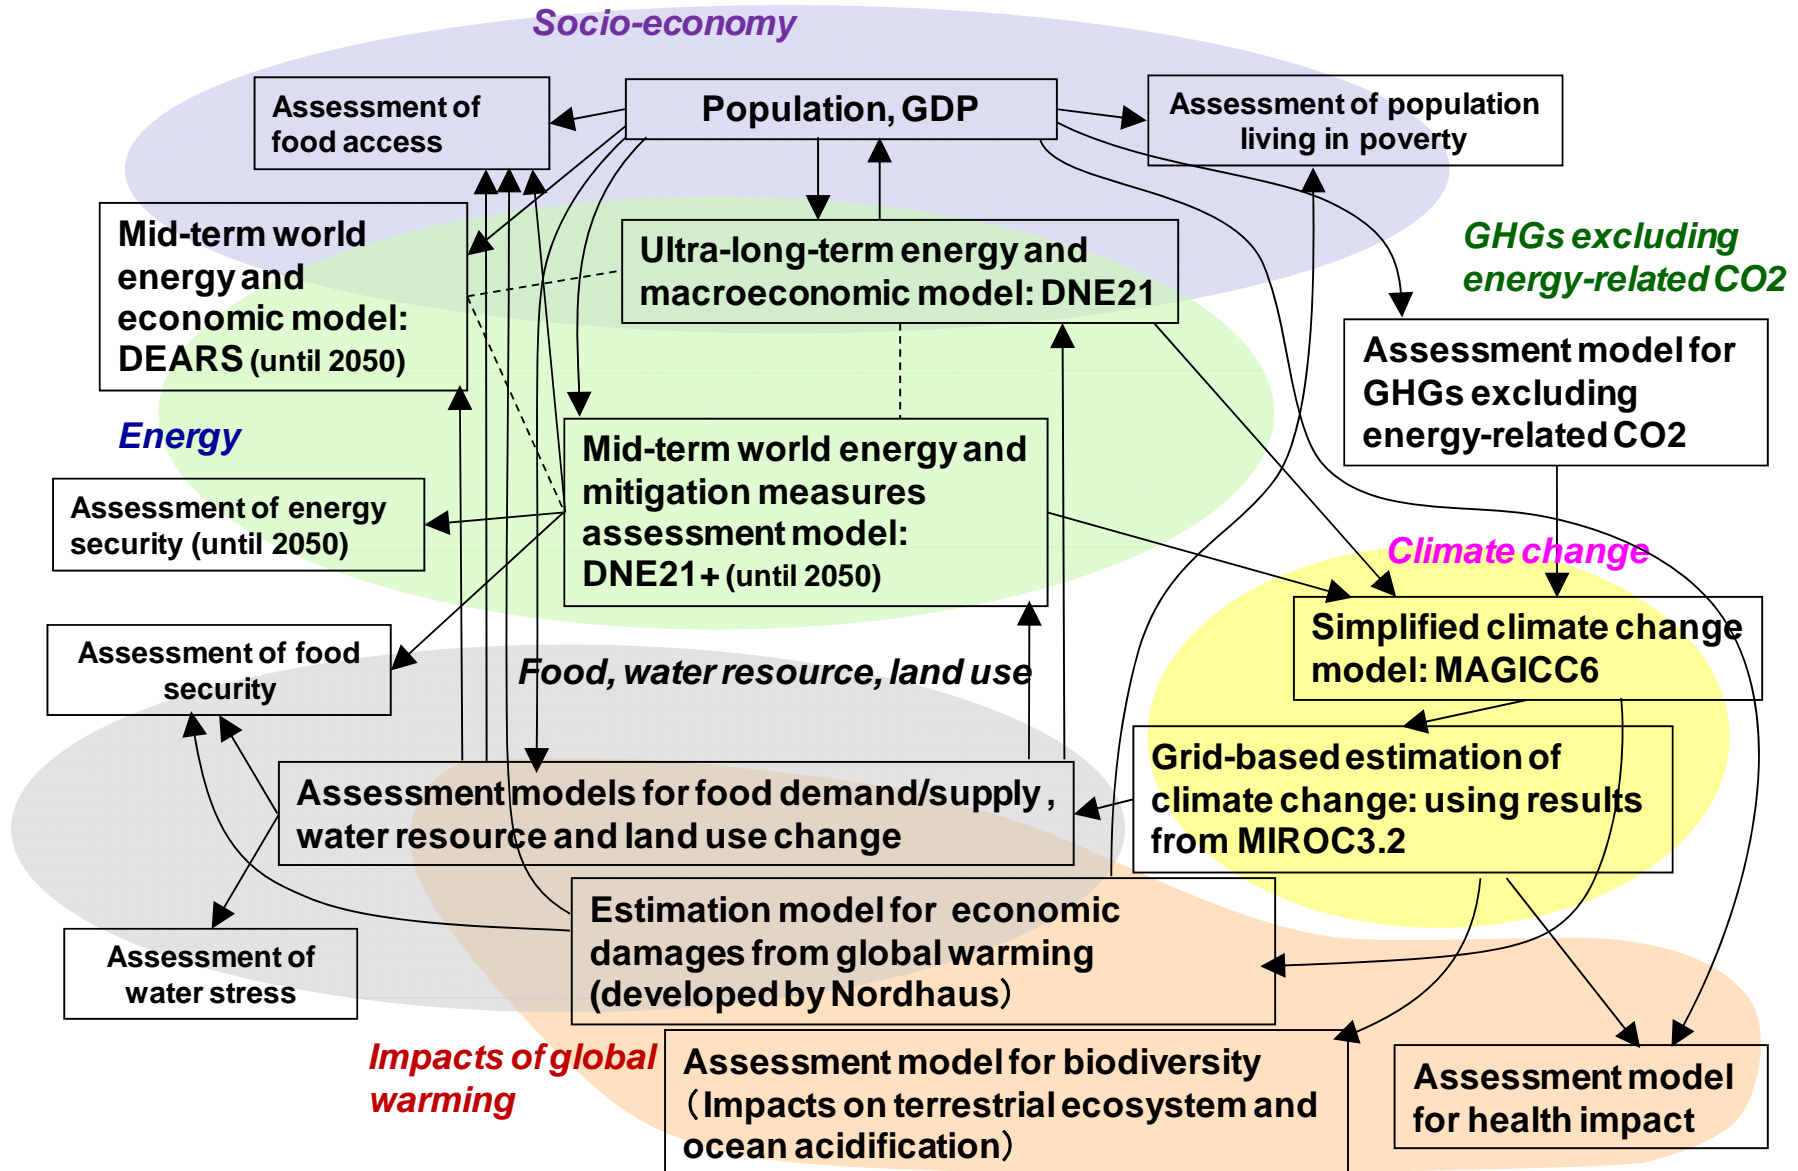 Socio-economy
Assessment of
food access
Population, GDP
Assessment of population
living in poverty
Mid-term world
energy and
economic model:
DEARS (until 2050)
Ultra-long-term energy and
macroeconomic model: DNE21
GHGs excluding
energy-related CO2
Assessment model for
GHGs excluding
energy-related CO2
Energy
Mid-term world energy and
mitigation measures
assessment model:
DNE21+ (until 2050)
Assessment of energy
security (until 2050)
Climate change
Simplified climate change
model: MAGICC6
Assessment of food
security
Food, water resource, land use
Grid-based estimation of
climate change: using results
from MIROC3.2
Assessment models for food demand/supply ,
water resource and land use change
Estimation model for economic
damages from global warming
(developed by Nordhaus）
Assessment of
water stress
Impacts of global
warming
Assessment model for biodiversity
（Impacts on terrestrial ecosystem and
ocean acidification）
Assessment model
for health impact